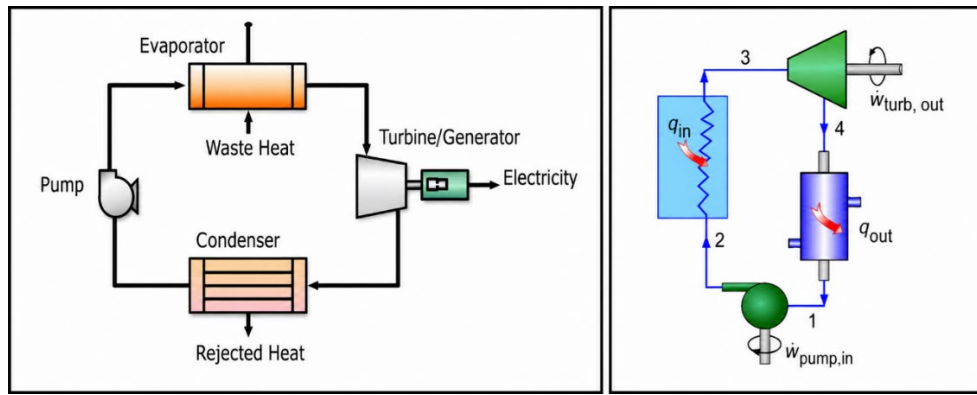 Evaporator
Waste Heat
Turbine/Generator
Electricity
Pump
Condenser
Rejected Heat
3
ẇturb, out
qin
4
qout
2
1
ẇpump,in